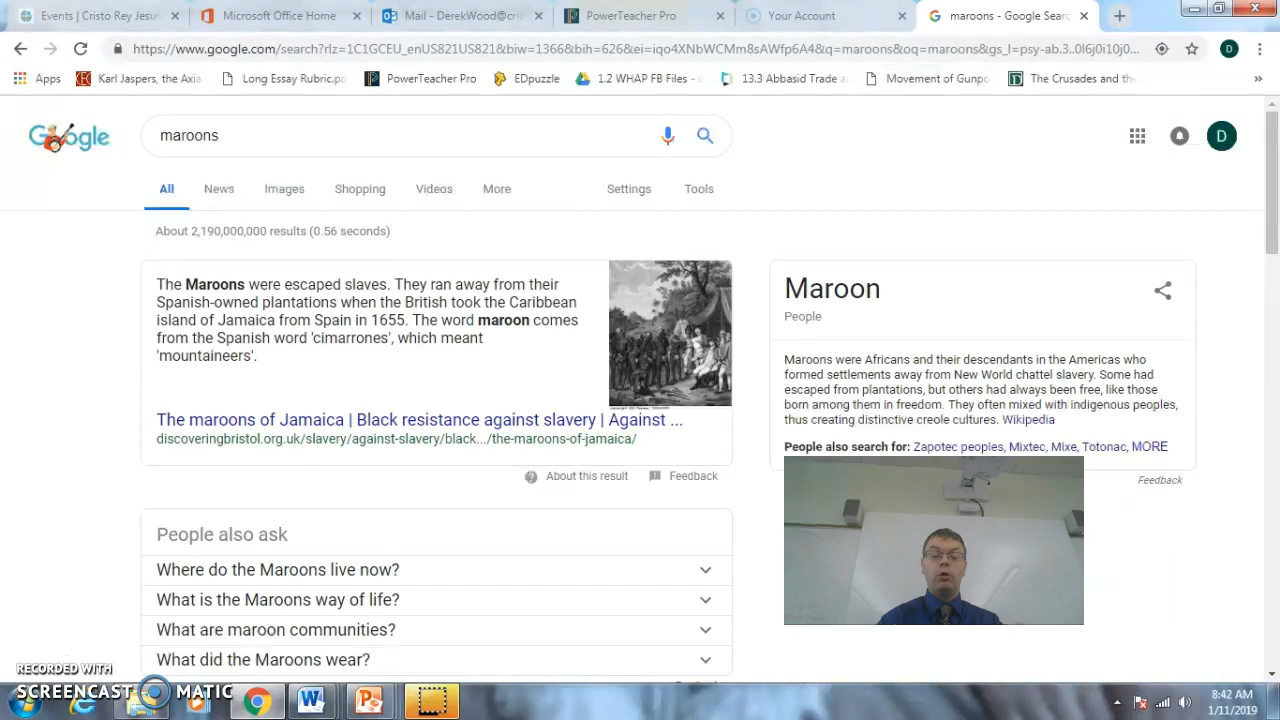 Events | Cristo Rey Jesu
Microsoft Office Home
Mail - DerekWood@cr
PowerTeacher Pro
Your Account
maroons - Google Sear
https://www.google.com/search?rlz=1C1GCEU_enUS821US821&biw=1366&bih=626&ei=iqo4XNbWCMm8sAWfp6A4&q=maroons&oq=maroons&gs_l=psy-ab.3..0l6j0i10j0...
D
Apps
Karl Jaspers, the Axia
Long Essay Rubric.pd
PowerTeacher Pro
EDpuzzle
1.2 WHAP FB Files -
13.3 Abbasid Trade a
Movement of Gunpo
The Crusades and th
Google
maroons
D
All
News
Images
Shopping
Videos
More
Settings
Tools
About 2,190,000,000 results (0.56 seconds)
The Maroons were escaped slaves. They ran away from their
Spanish-owned plantations when the British took the Caribbean
island of Jamaica from Spain in 1655. The word maroon comes
from the Spanish word 'cimarrones', which meant
'mountaineers'.
The maroons of Jamaica | Black resistance against slavery | Against ...
discoveringbristol.org.uk/slavery/against-slavery/black.../the-maroons-of-jamaica/
About this result
Feedback
Maroon
People
Maroons were Africans and their descendants in the Americas who
formed settlements away from New World chattel slavery. Some had
escaped from plantations, but others had always been free, like those
born among them in freedom. They often mixed with indigenous peoples,
thus creating distinctive creole cultures. Wikipedia
People also search for: Zapotec peoples, Mixtec, Mixe, Totonac, MORE
Feedback
People also ask
Where do the Maroons live now?
What is the Maroons way of life?
What are maroon communities?
What did the Maroons wear?
RECORDED WITH
SCREENCAST MATIC
8:42 AM
1/11/2019